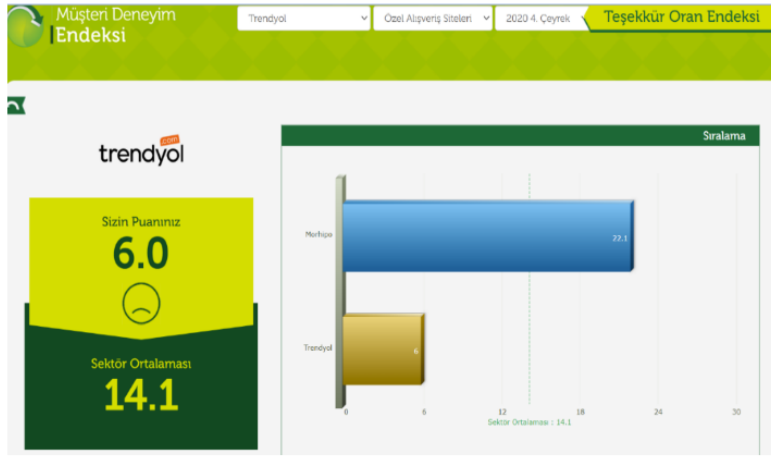 Müşteri Deneyim
Endeksi
Trendyol
Özel Alışveriş Siteleri
2020 4. Çeyrek
Teşekkür Oran Endeksi
.com
trendyol
Sizin Puanınız
6.0
Sektör Ortalaması
14.1
Sıralama
Morhipo
22.1
Trendyol
6
0 6 12 18 24 30
Sektör Ortalaması : 14.1